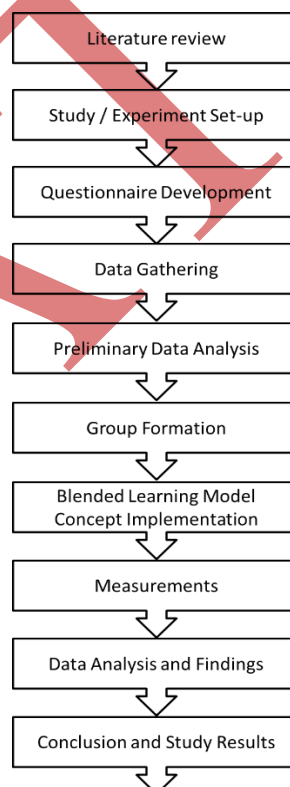 Literature review
Study / Experiment Set-up
Questionnaire Development
Data Gathering
Preliminary Data Analysis
Group Formation
Blended Learning Model
Concept Implementation
Measurements
Data Analysis and Findings
Conclusion and Study Results